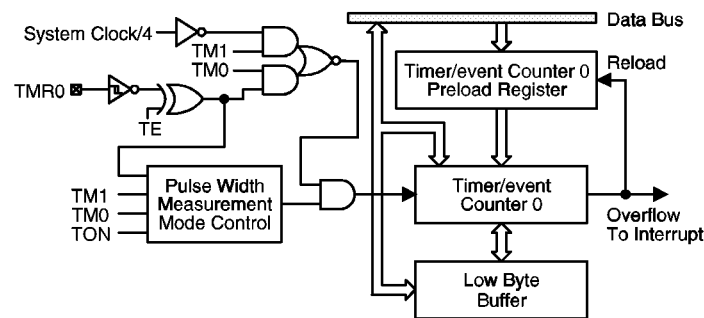 Data Bus
System Clock/4
TM1
TM0
TMR0
TE
Timer/event Counter 0
Preload Register
Reload
TM1
TM0
TON
Pulse Width
Measurement
Mode Control
Timer/event
Counter 0
Overflow
To Interrupt
Low Byte
Buffer